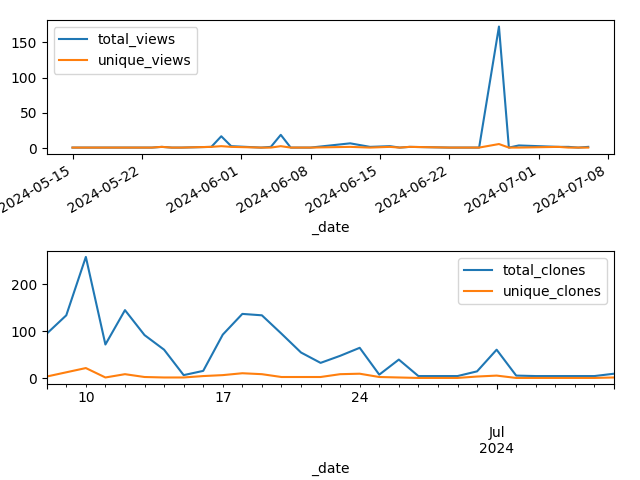 total_views
unique_views
150
100
50
0
2024-05-15
2024-05-22
2024-06-01
2024-06-08
2024-06-15
2024-06-22
2024-07-01
2024-07-08
_date
total_clones
unique_clones
200
100
0
10
17
24
Jul
2024
_date